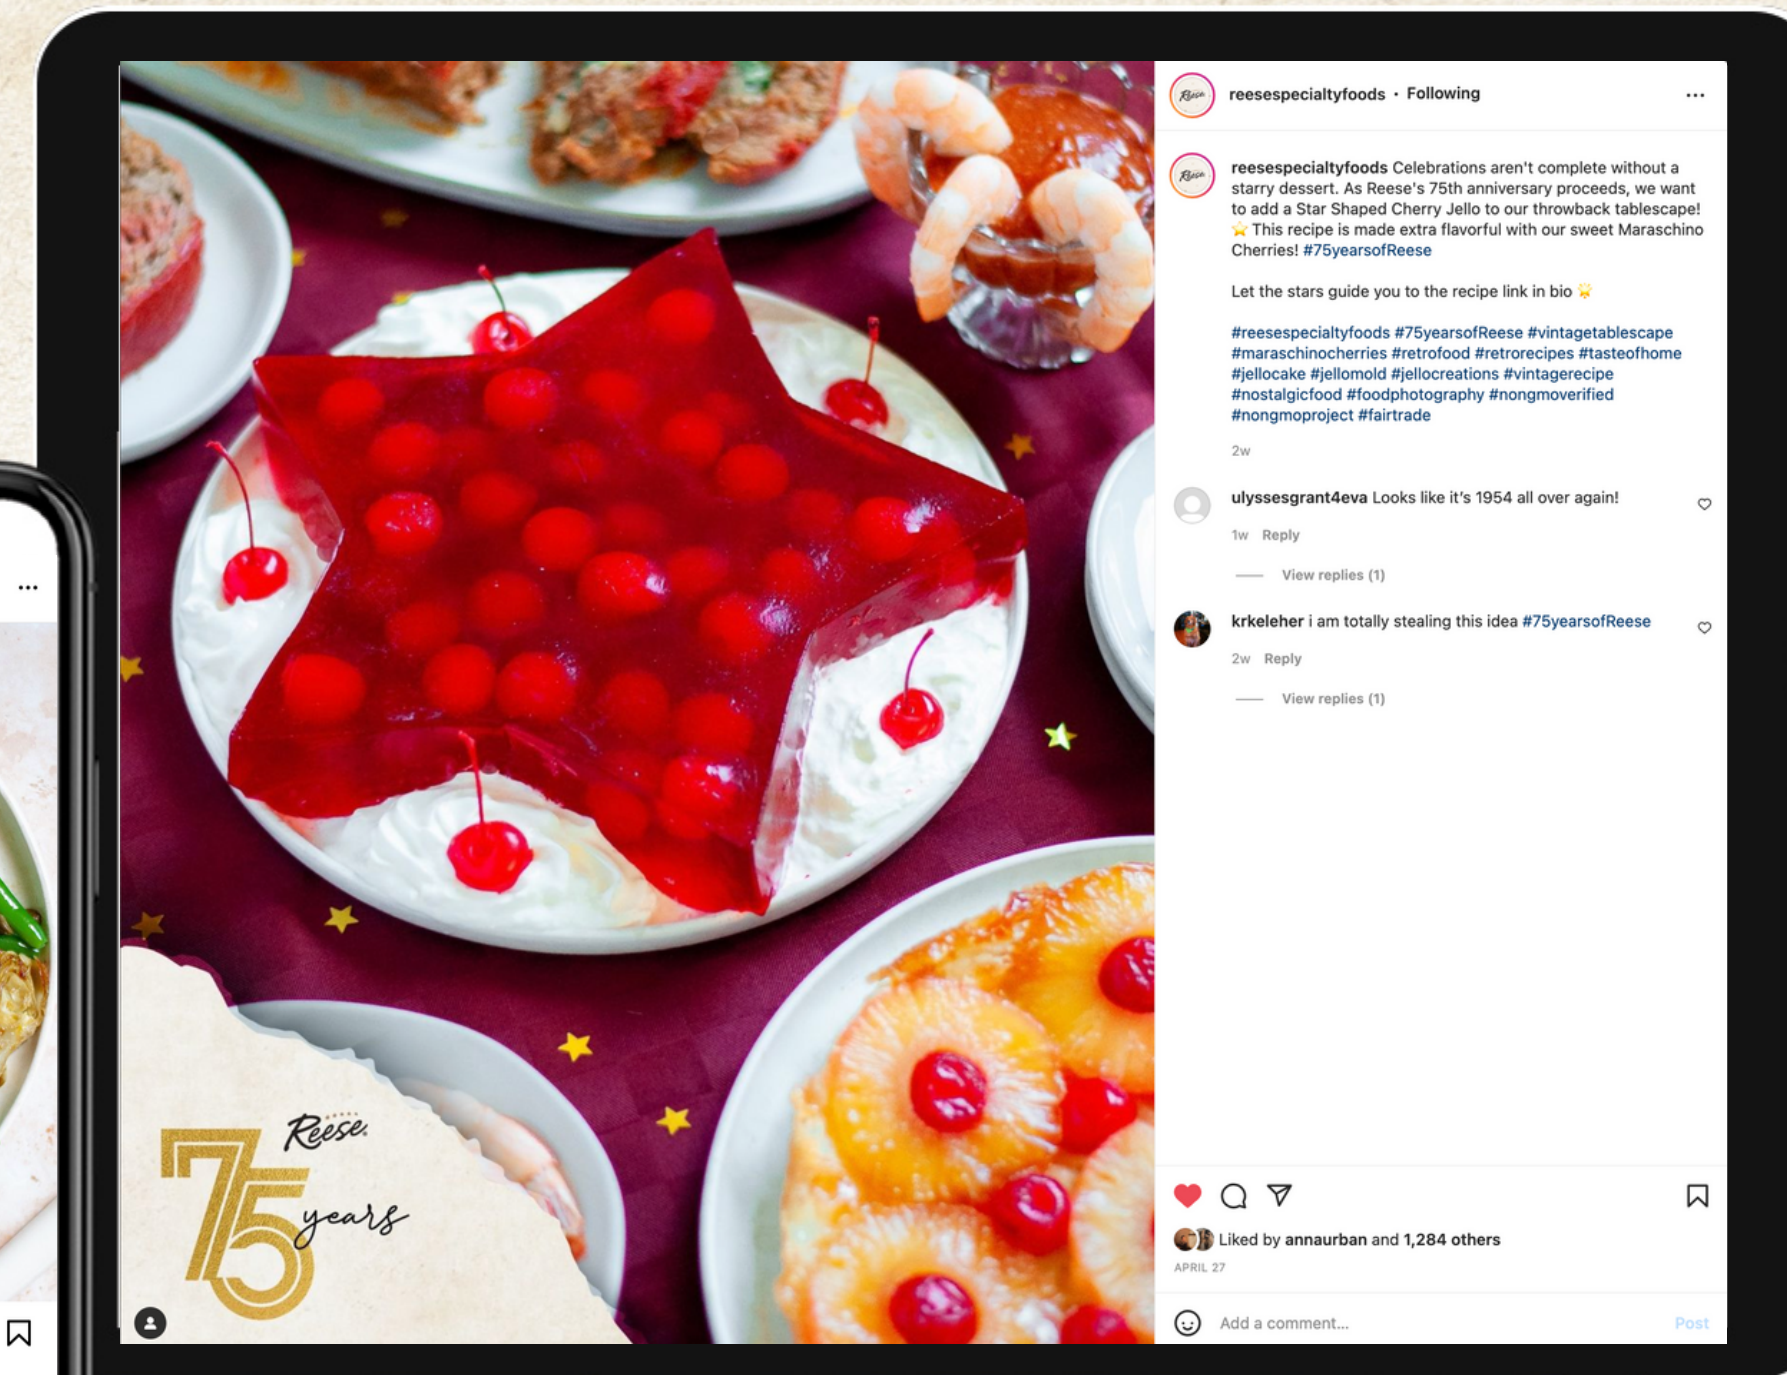 Reese
reesespecialtyfoods • Following
Reese
reesespecialtyfoods Celebrations aren't complete without a
starry dessert. As Reese's 75th anniversary proceeds, we want
to add a Star Shaped Cherry Jello to our throwback tablescape!
🌟 This recipe is made extra flavorful with our sweet Maraschino
Cherries! #75yearsofReese
Let the stars guide you to the recipe link in bio 🌟
#reesespecialtyfoods #75yearsofReese #vintagetablescape
#maraschinocherries #retrofood #retrorecipes #tasteofhome
#jellocake #jellomold #jellocreations #vintagerecipe
#nostalgicfood #foodphotography #nongmoverified
#nongmoproject #fairtrade
2w
ulyssesgrant4eva Looks like it's 1954 all over again!
1w Reply
View replies (1)
krkeleher i am totally stealing this idea #75yearsofReese
2w Reply
View replies (1)
Liked by annaurban and 1,284 others
APRIL 27
Add a comment... Post
Reese
75
years